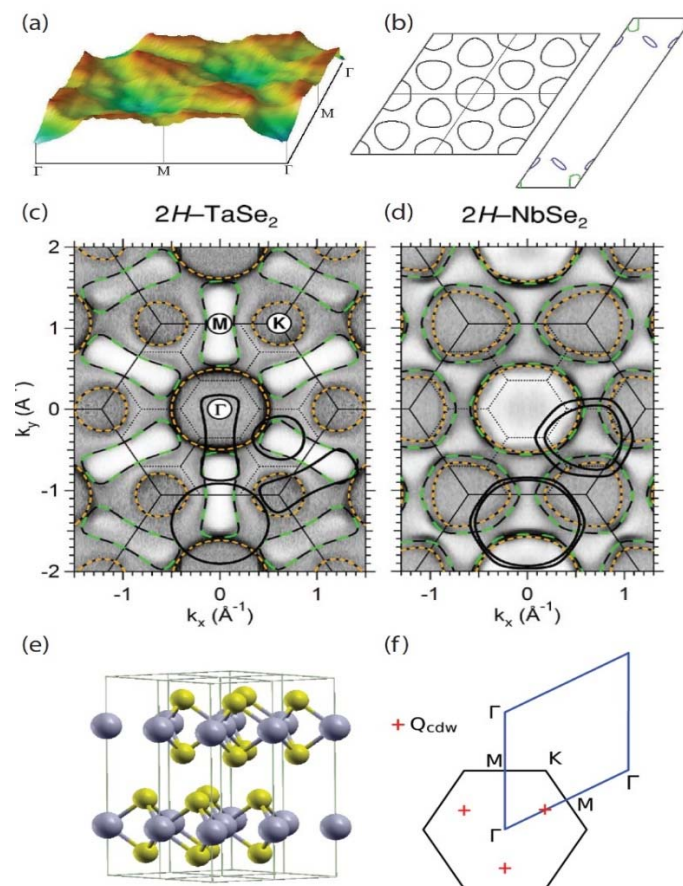 (a)
(b)
Γ
M
Γ
M
Γ
(c)
2H–TaSe2
(d)
2H–NbSe2
2
1
0
-1
-2
ky (Å-1)
M
K
Γ
-1
0
1
kx (Å-1)
-1
0
1
kx (Å-1)
(e)
(f)
Γ
+ Qcdw
M
K
Γ
M
Γ